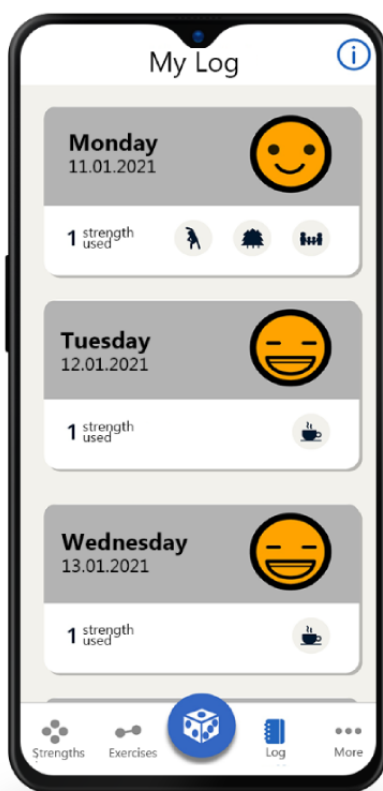 My Log
i
Monday
11.01.2021
1 strength used
Tuesday
12.01.2021
1 strength used
Wednesday
13.01.2021
1 strength used
Strengths Exercises Log More